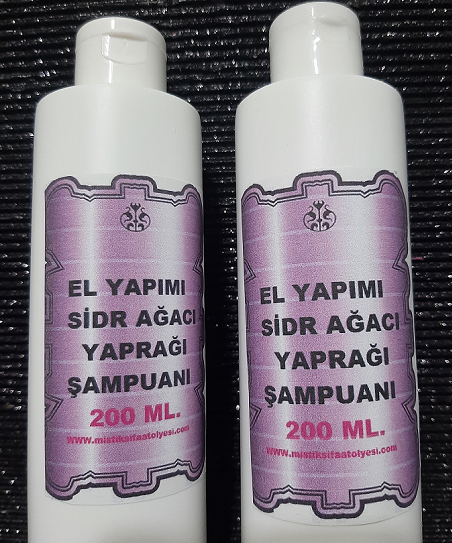 EL YAPIMI
SİDR AĞACI
YAPRAĞI
ŞAMPUANI
200 ML.
www.mistiksifaatolyesi.com
EL YAPIMI
SİDR AĞACI
YAPRAĞI
ŞAMPUANI
200 ML.
www.mistiksifaatolyesi.com